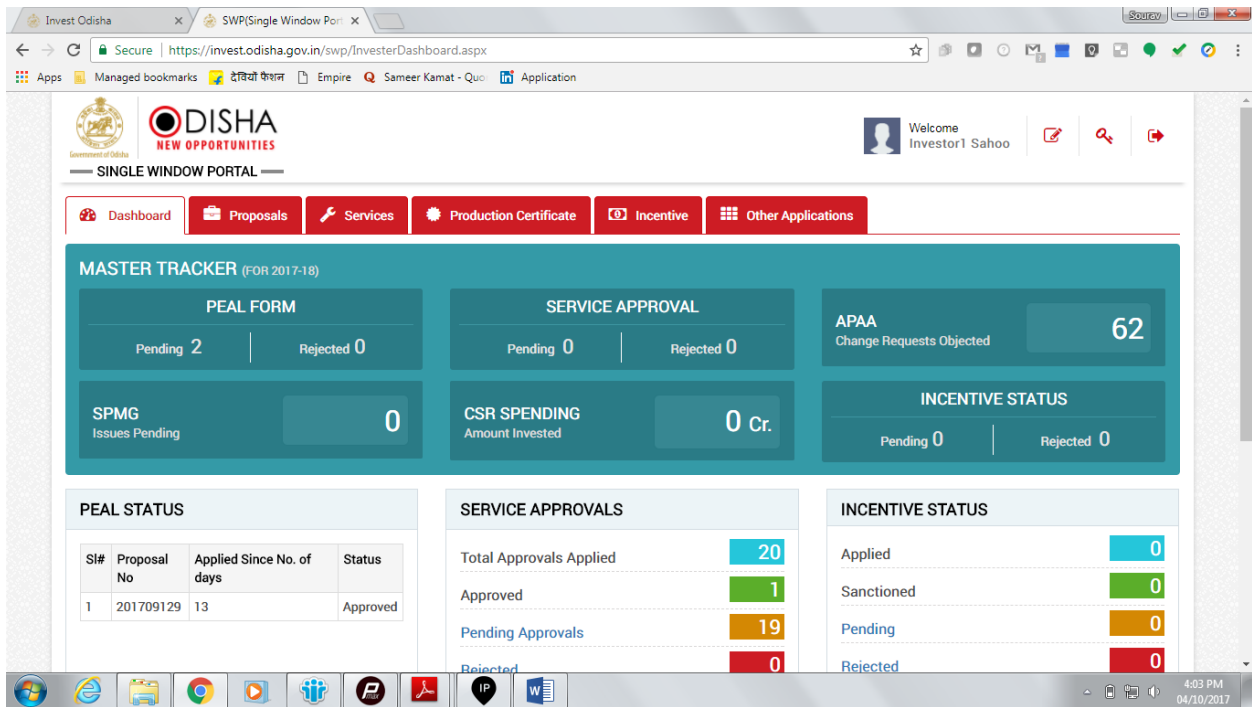 Invest Odisha
SWP(Single Window Por
Sourav
Secure | https://invest.odisha.gov.in/swp/InvesterDashboard.aspx
Apps Managed bookmarks देवियों फैशन Empire Sameer Kamat - Quo Application
Government of Odisha
ODISHA
NEW OPPORTUNITIES
SINGLE WINDOW PORTAL
Welcome
Investor1 Sahoo
Dashboard Proposals Services Production Certificate Incentive Other Applications
MASTER TRACKER (FOR 2017-18)
PEAL FORM
Pending 2 Rejected 0
SERVICE APPROVAL
Pending 0 Rejected 0
APAA
Change Requests Objected
62
SPMG
Issues Pending
0
CSR SPENDING
Amount Invested
0 Cr.
INCENTIVE STATUS
Pending 0 Rejected 0
PEAL STATUS
Sl# Proposal No Applied Since No. of days Status
1 201709129 13 Approved
SERVICE APPROVALS
Total Approvals Applied 20
Approved 1
Pending Approvals 19
Rejected 0
INCENTIVE STATUS
Applied 0
Sanctioned 0
Pending 0
Rejected 0
IP
4:03 PM
04/10/2017